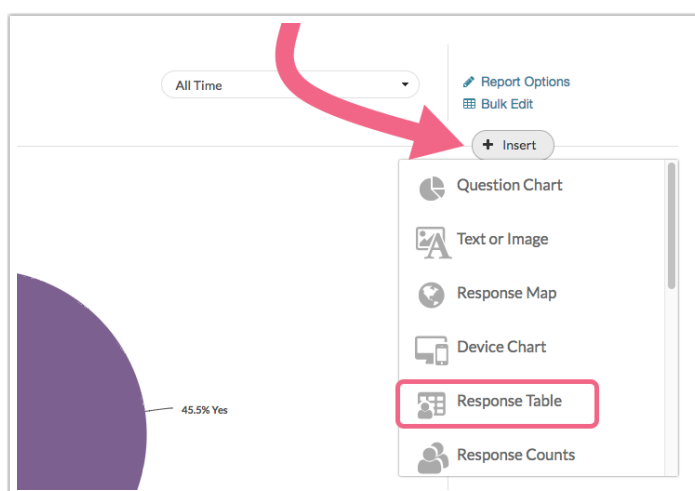 All Time
Report Options
Bulk Edit
+ Insert
Question Chart
Text or Image
Response Map
Device Chart
Response Table
Response Counts
45.5% Yes